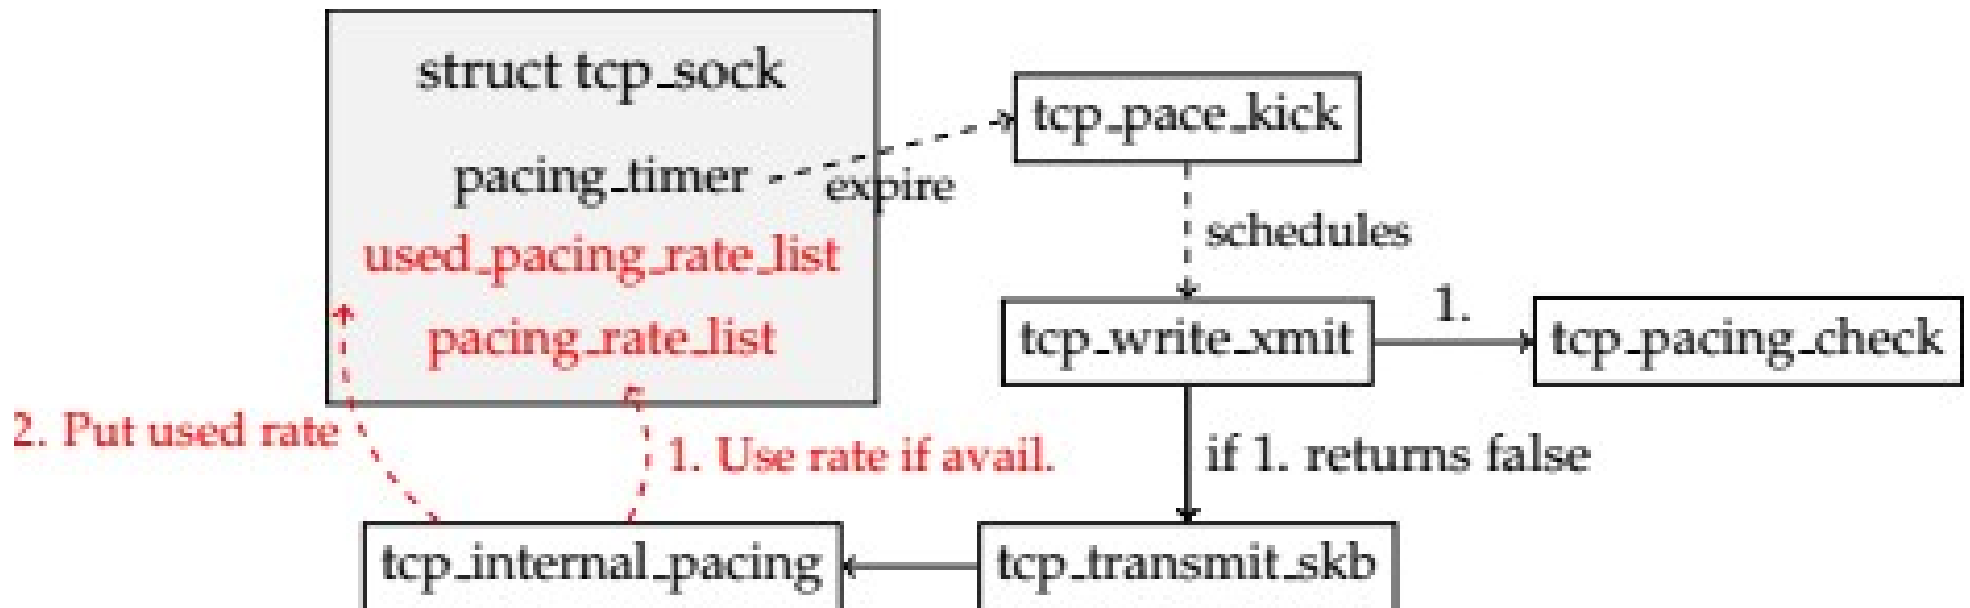 struct tcp_sock
pacing_timer
expire
used_pacing_rate_list
pacing_rate_list
tcp_pace_kick
schedules
tcp_write_xmit
1.
tcp_pacing_check
2. Put used rate
1. Use rate if avail.
if 1. returns false
tcp_internal_pacing
tcp_transmit_skb